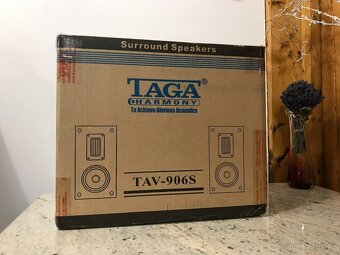 Surround Speakers
TAGA®
HARMONY
To Achieve Glorious Acoustics
TAV-906S